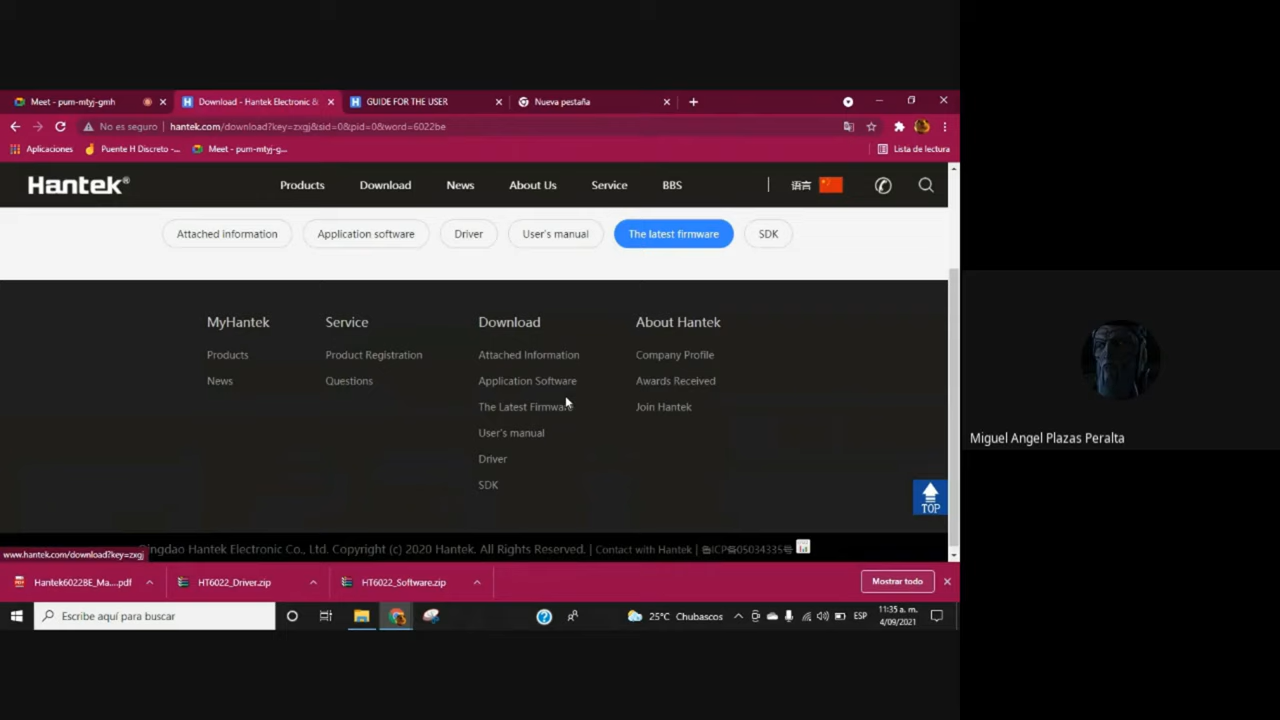 Meet - pum-mtyj-gmh
Download - Hantek Electronic &
GUIDE FOR THE USER
Nueva pestaña
No es seguro | hantek.com/download?key=zxgj&sid=0&pid=0&word=6022be
Aplicaciones
Puente H Discreto -...
Meet - pum-mtyj-g...
Lista de lectura
Hantek®
Products
Download
News
About Us
Service
BBS
语言
Attached information
Application software
Driver
User's manual
The latest firmware
SDK
MyHantek
Products
News
Service
Product Registration
Questions
Download
Attached Information
Application Software
The Latest Firmware
User's manual
Driver
SDK
About Hantek
Company Profile
Awards Received
Join Hantek
TOP
Qingdao Hantek Electronic Co., Ltd. Copyright (c) 2020 Hantek. All Rights Reserved. | Contact with Hantek |
www.hantek.com/download?key=zxgj
Hantek6022BE_Ma....pdf
HT6022_Driver.zip
HT6022_Software.zip
Mostrar todo
Escribe aquí para buscar
25°C Chubascos
ESP
11:35 a. m.
4/09/2021
Miguel Angel Plazas Peralta